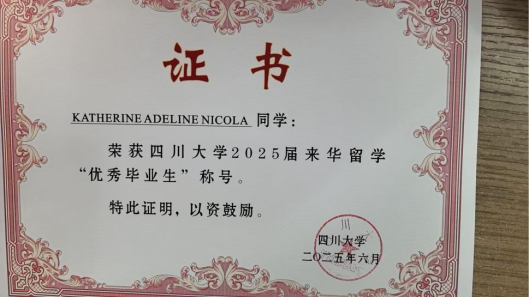 证书
KATHERINE ADELINE NICOLA 同学：
荣获四川大学2025届来华留学
“优秀毕业生”称号。
特此证明，以资鼓励。
四川大学
二〇二五年六月